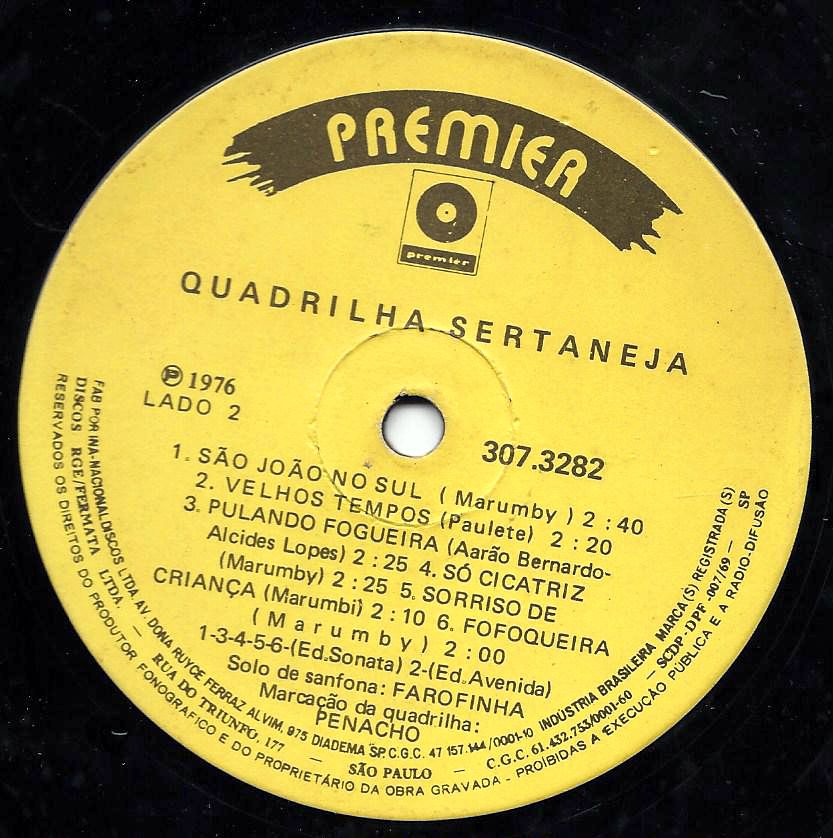 PREMIER
premier
QUADRILHA SERTANEJA
Ⓟ 1976
LADO 2
307.3282
1. SÃO JOÃO NO SUL ( Marumby ) 2 : 40
2. VELHOS TEMPOS (Paulete) 2 : 20
3. PULANDO FOGUEIRA (Aarão Bernardo-
Alcides Lopes) 2 : 25 4. SÓ CICATRIZ
(Marumby) 2 : 25 5. SORRISO DE
CRIANÇA (Marumbi) 2 : 10 6. FOFOQUEIRA
( M a r u m b y ) 2 : 00
1-3-4-5-6-(Ed.Sonata) 2-(Ed.Avenida)
Solo de sanfona: FAROFINHA
Marcação da quadrilha:
PENACHO
FAB POR INA-NACIONAL DISCOS LTDA. AV. DONA RUYCE FERRAZ ALVIM, 975 DIADEMA SP. C.G.C. 47 157.144/0001-10 INDÚSTRIA BRASILEIRA MARCA(S) REGISTRADA(S)
DISCOS RGE/FERMATA LTDA. — RUA DO TRIUNFO, 177 — SÃO PAULO — C.G.C. 61.432.753/0001-60 — SCDP-DPF-007/69 — SP
RESERVADOS OS DIREITOS DO PRODUTOR FONOGRAFICO E DO PROPRIETÁRIO DA OBRA GRAVADA - PROIBIDAS A EXECUÇÃO PÚBLICA E A RADIO-DIFUSÃO